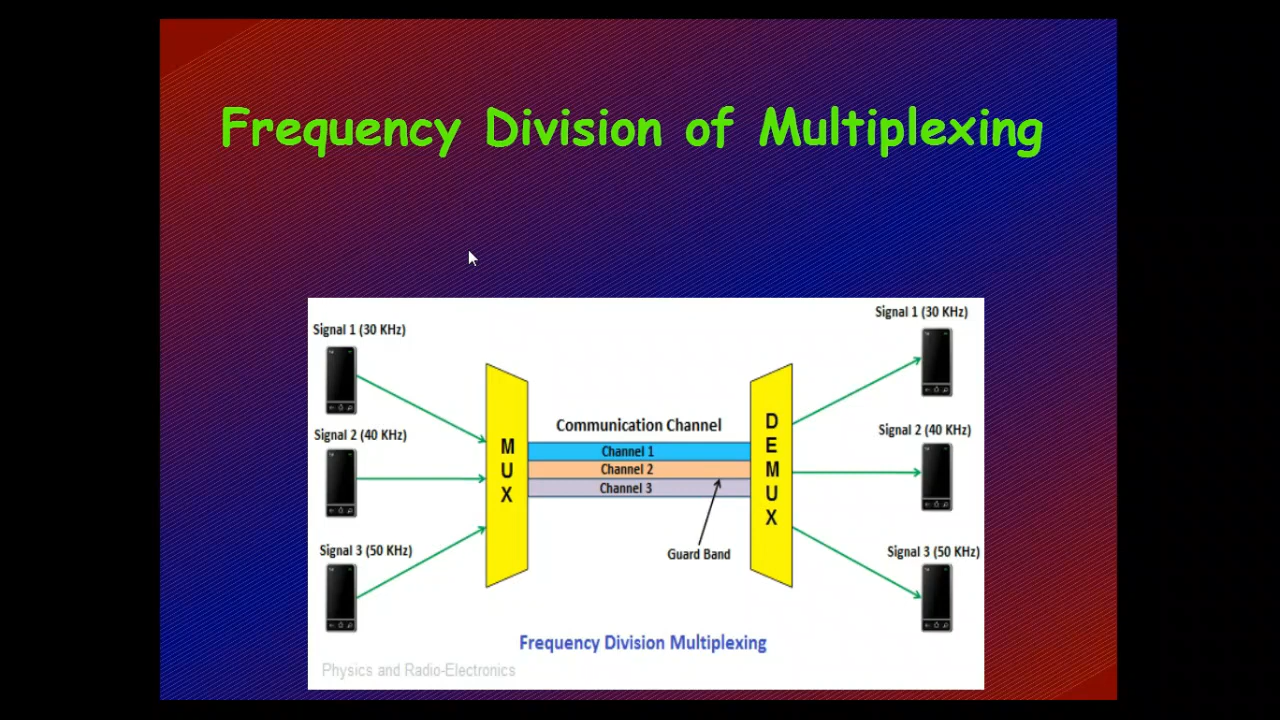 Frequency Division of Multiplexing
Signal 1 (30 KHz)
Signal 1 (30 KHz)
Signal 2 (40 KHz)
Signal 2 (40 KHz)
Signal 3 (50 KHz)
Signal 3 (50 KHz)
MUX
Communication Channel
Channel 1
Channel 2
Channel 3
Guard Band
DEMUX
Frequency Division Multiplexing
Physics and Radio-Electronics